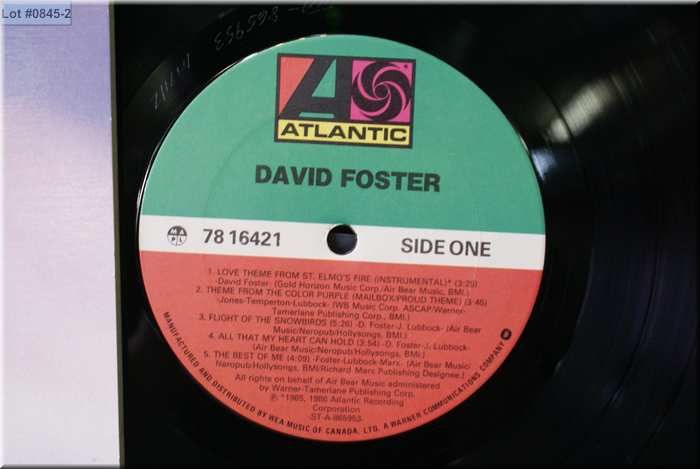 Lot #0845-2
ATLANTIC
DAVID FOSTER
MAPL
78 16421
SIDE ONE
1. LOVE THEME FROM ST. ELMO'S FIRE (INSTRUMENTAL)* (3:29)
-David Foster- (Gold Horizon Music Corp./Air Bear Music, BMI.)
2. THEME FROM THE COLOR PURPLE (MAILBOX/PROUD THEME) (3:45)
-Jones-Temperton-Lubbock- (WB Music Corp. ASCAP/Warner-
Tamerlane Publishing Corp., BMI.)
3. FLIGHT OF THE SNOWBIRDS (5:26) -D. Foster-J. Lubbock- (Air Bear
Music/Neropub/Hollysongs, BMI.)
4. ALL THAT MY HEART CAN HOLD (3:54) -D. Foster-J. Lubbock-
(Air Bear Music/Neropub/Hollysongs, BMI.)
5. THE BEST OF ME (4:09) -Foster-Lubbock-Marx- (Air Bear Music/
Neropub/Hollysongs, BMI/Richard Marx Publishing Designee.)
All rights on behalf of Air Bear Music administered
by Warner-Tamerlane Publishing Corp.
℗ *1985, 1986 Atlantic Recording
Corporation
-ST-A-865953-
MANUFACTURED AND DISTRIBUTED BY WEA MUSIC OF CANADA, LTD. A WARNER COMMUNICATIONS COMPANY